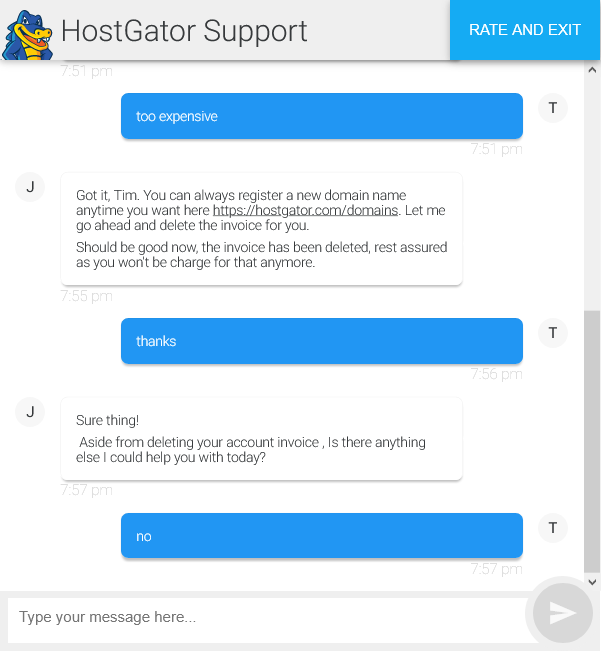 HostGator Support
RATE AND EXIT
7:51 pm
too expensive
T
7:51 pm
J
Got it, Tim. You can always register a new domain name
anytime you want here https://hostgator.com/domains. Let me
go ahead and delete the invoice for you.
Should be good now, the invoice has been deleted, rest assured
as you won't be charge for that anymore.
7:55 pm
thanks
T
7:56 pm
J
Sure thing!
Aside from deleting your account invoice , Is there anything
else I could help you with today?
7:57 pm
no
T
7:57 pm
Type your message here...